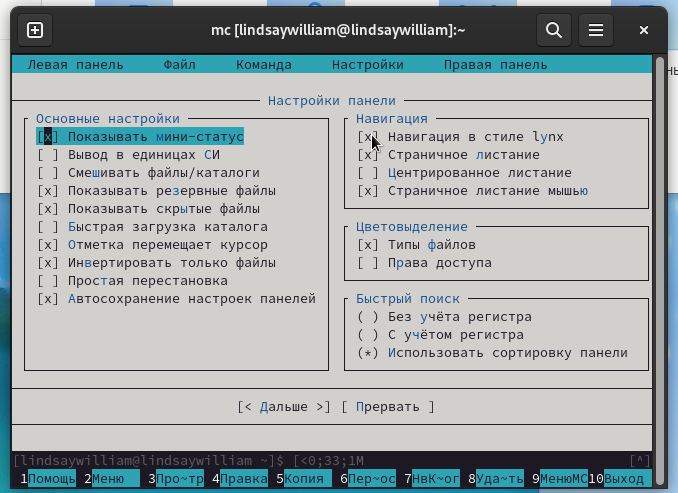 mc [lindsaywilliam@lindsaywilliam]:~
Левая панель Файл Команда Настройки Правая панель
Настройки панели
Основные настройки
[x] Показывать мини-статус
[ ] Вывод в единицах СИ
[ ] Смешивать файлы/каталоги
[x] Показывать резервные файлы
[x] Показывать скрытые файлы
[ ] Быстрая загрузка каталога
[x] Отметка перемещает курсор
[x] Инвертировать только файлы
[ ] Простая перестановка
[x] Автосохранение настроек панелей
Навигация
[x] Навигация в стиле lynx
[x] Страничное листание
[ ] Центрированное листание
[x] Страничное листание мышью
Цветовыделение
[x] Типы файлов
[ ] Права доступа
Быстрый поиск
( ) Без учёта регистра
( ) С учётом регистра
(*) Использовать сортировку панели
[< Дальше >] [ Прервать ]
[lindsaywilliam@lindsaywilliam ~]$ [<0;33;1M [^]
1Помощь 2Меню 3Про~тр 4Правка 5Копия 6Пер~ос 7НвК~ог 8Уда~ть 9МенюMC 10Выход